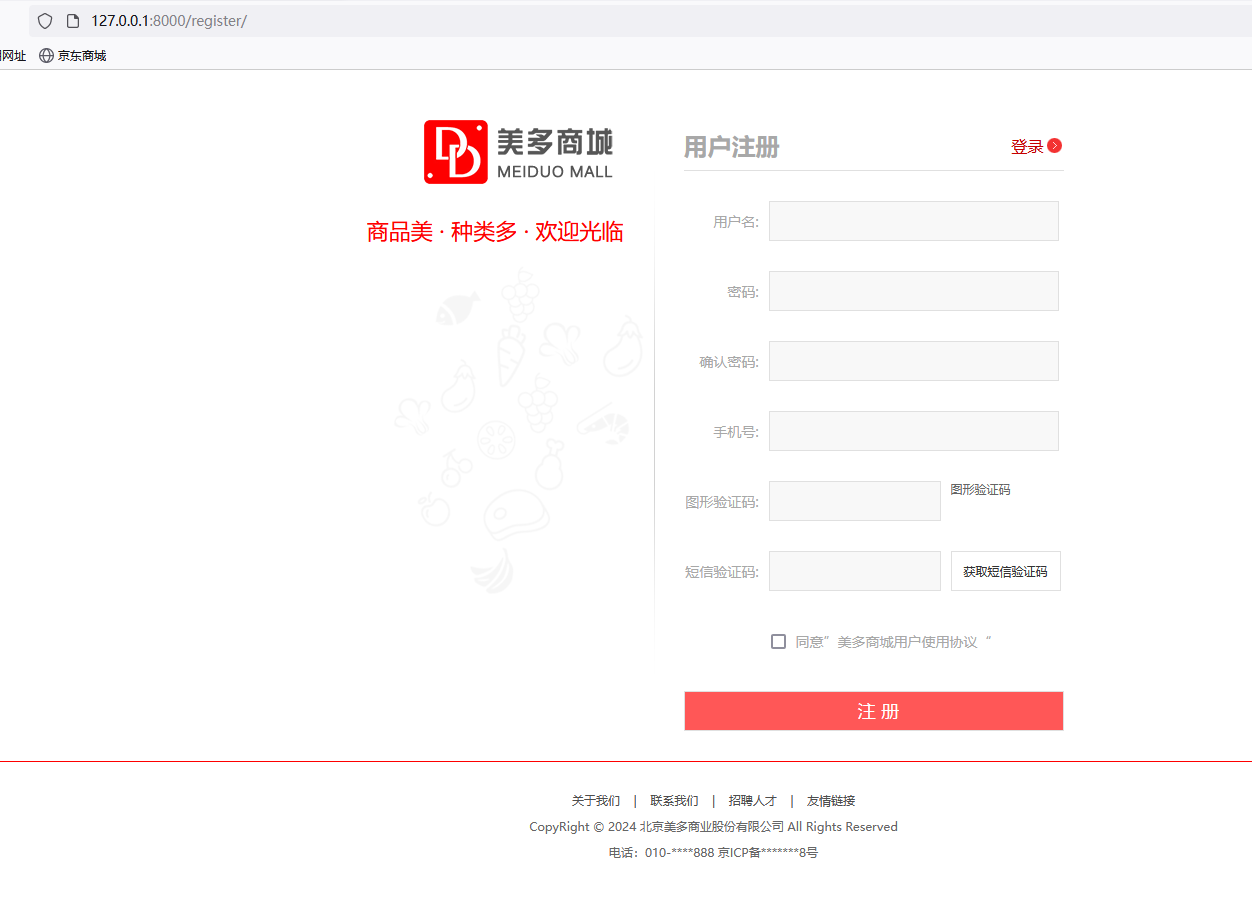 127.0.0.1:8000/register/
网址 京东商城
美多商城
MEIDUO MALL
商品美 · 种类多 · 欢迎光临
用户注册 登录
用户名:
密码:
确认密码:
手机号:
图形验证码: 图形验证码
短信验证码: 获取短信验证码
同意”美多商城用户使用协议“
注 册
关于我们 | 联系我们 | 招聘人才 | 友情链接
CopyRight © 2024 北京美多商业股份有限公司 All Rights Reserved
电话：010-****888 京ICP备*******8号